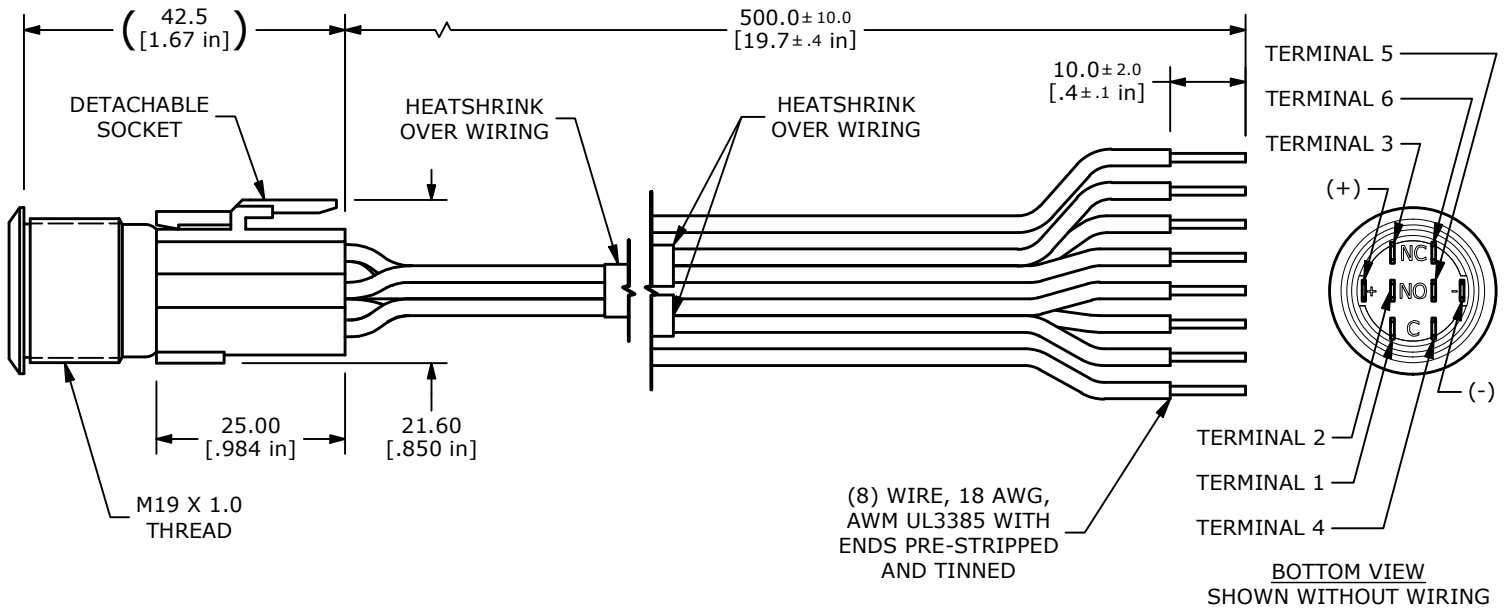 ( 42.5 )
[1.67 in]
500.0±10.0
[19.7±.4 in]
10.0±2.0
[.4±.1 in]
DETACHABLE
SOCKET
HEATSHRINK
OVER WIRING
HEATSHRINK
OVER WIRING
TERMINAL 5
TERMINAL 6
TERMINAL 3
(+)
NC
+ NO -
C
(-)
25.00
[.984 in]
21.60
[.850 in]
M19 X 1.0
THREAD
(8) WIRE, 18 AWG,
AWM UL3385 WITH
ENDS PRE-STRIPPED
AND TINNED
TERMINAL 2
TERMINAL 1
TERMINAL 4
BOTTOM VIEW
SHOWN WITHOUT WIRING